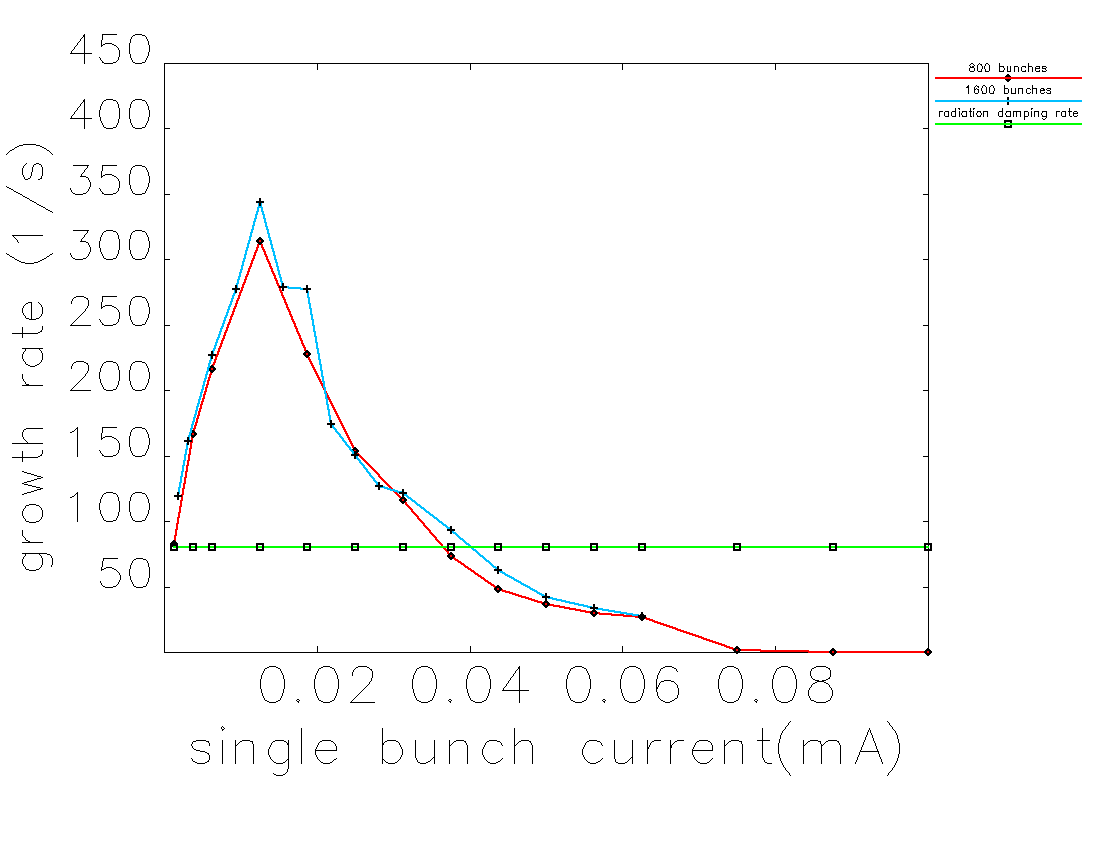 450
400
350
300
250
200
150
100
50
growth rate (1/s)
0.02 0.04 0.06 0.08
single bunch current(mA)
800 bunches
1600 bunches
radiation damping rate